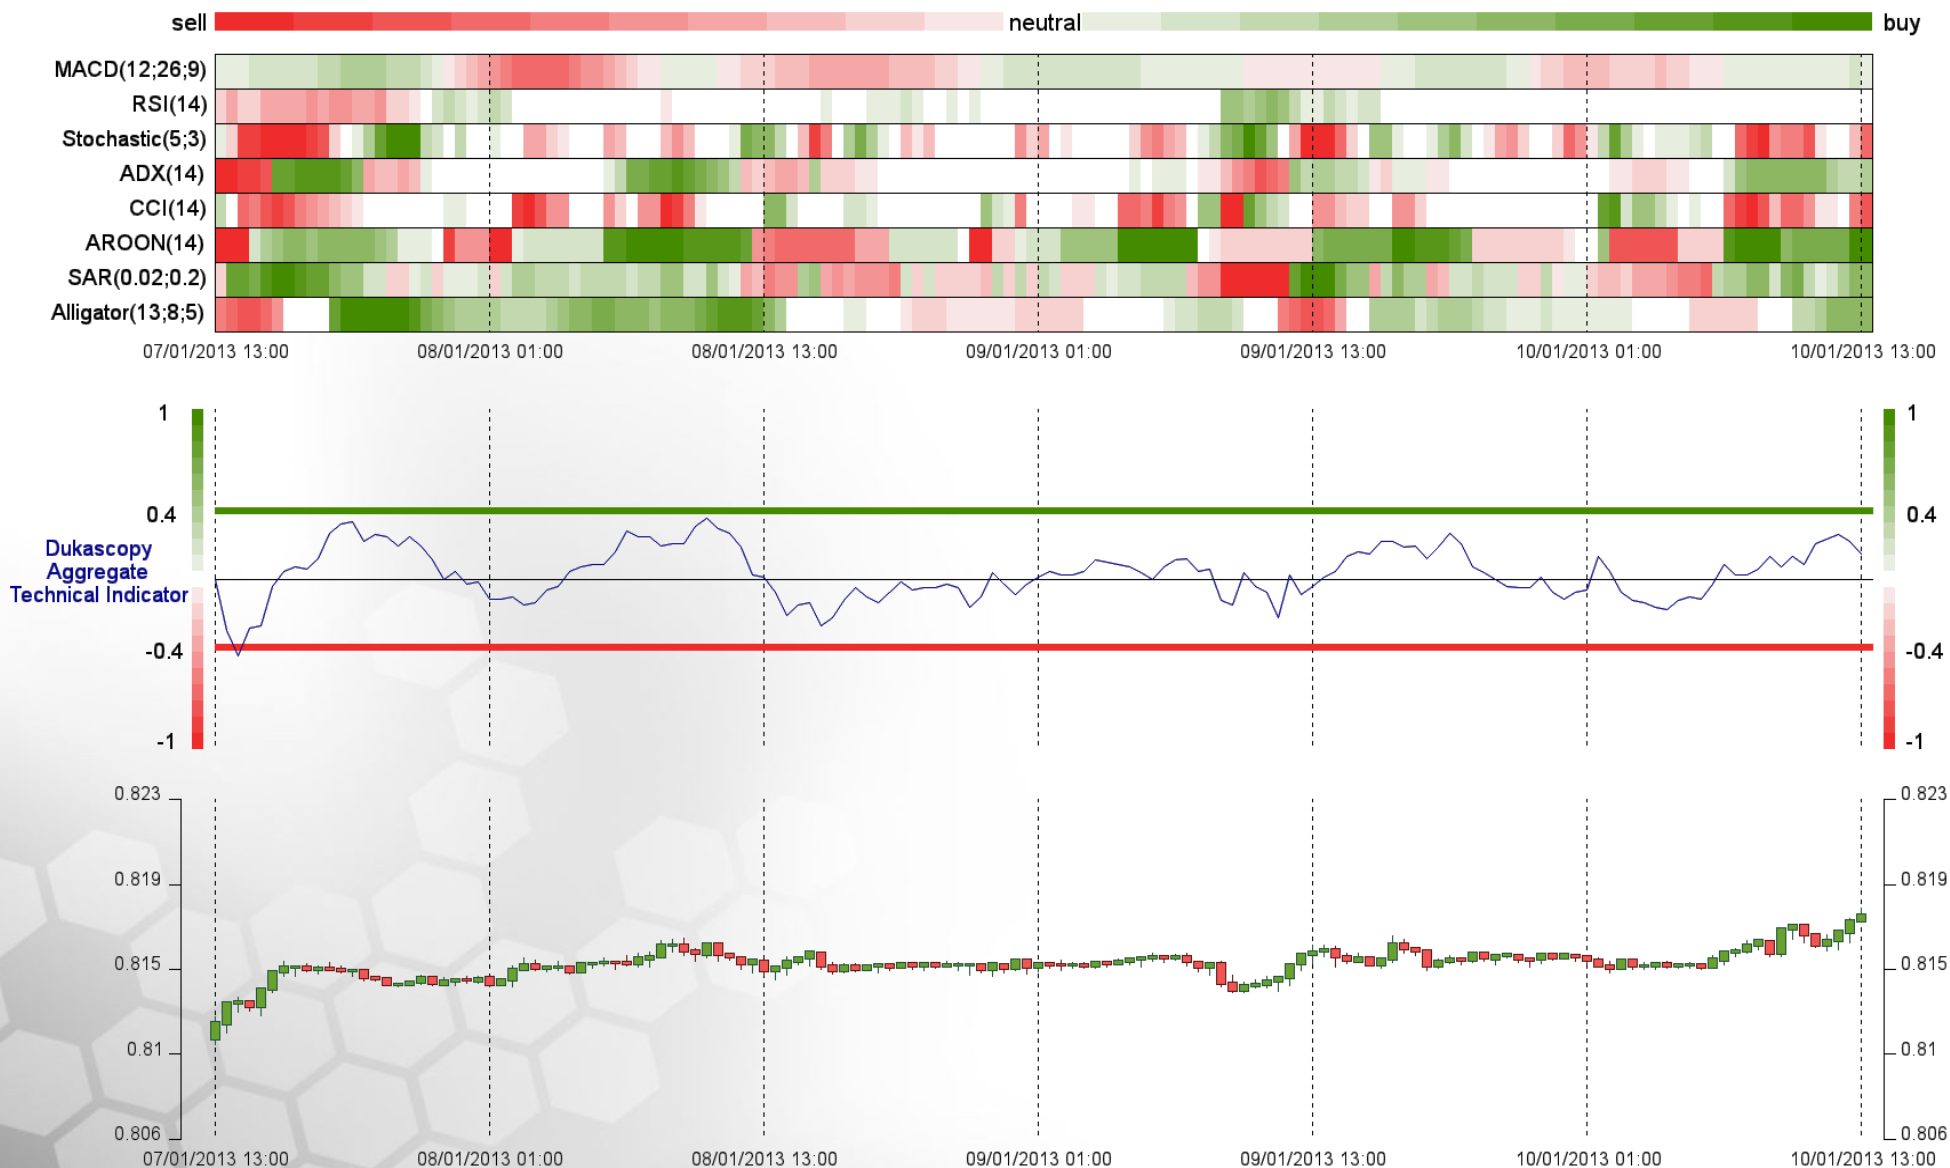 sell neutral buy
MACD(12;26;9)
RSI(14)
Stochastic(5;3)
ADX(14)
CCI(14)
AROON(14)
SAR(0.02;0.2)
Alligator(13;8;5)
07/01/2013 13:00 08/01/2013 01:00 08/01/2013 13:00 09/01/2013 01:00 09/01/2013 13:00 10/01/2013 01:00 10/01/2013 13:00
1 1
0.4 0.4
Dukascopy
Aggregate
Technical Indicator
-0.4 -0.4
-1 -1
0.823 0.823
0.819 0.819
0.815 0.815
0.81 0.81
0.806 0.806
07/01/2013 13:00 08/01/2013 01:00 08/01/2013 13:00 09/01/2013 01:00 09/01/2013 13:00 10/01/2013 01:00 10/01/2013 13:00